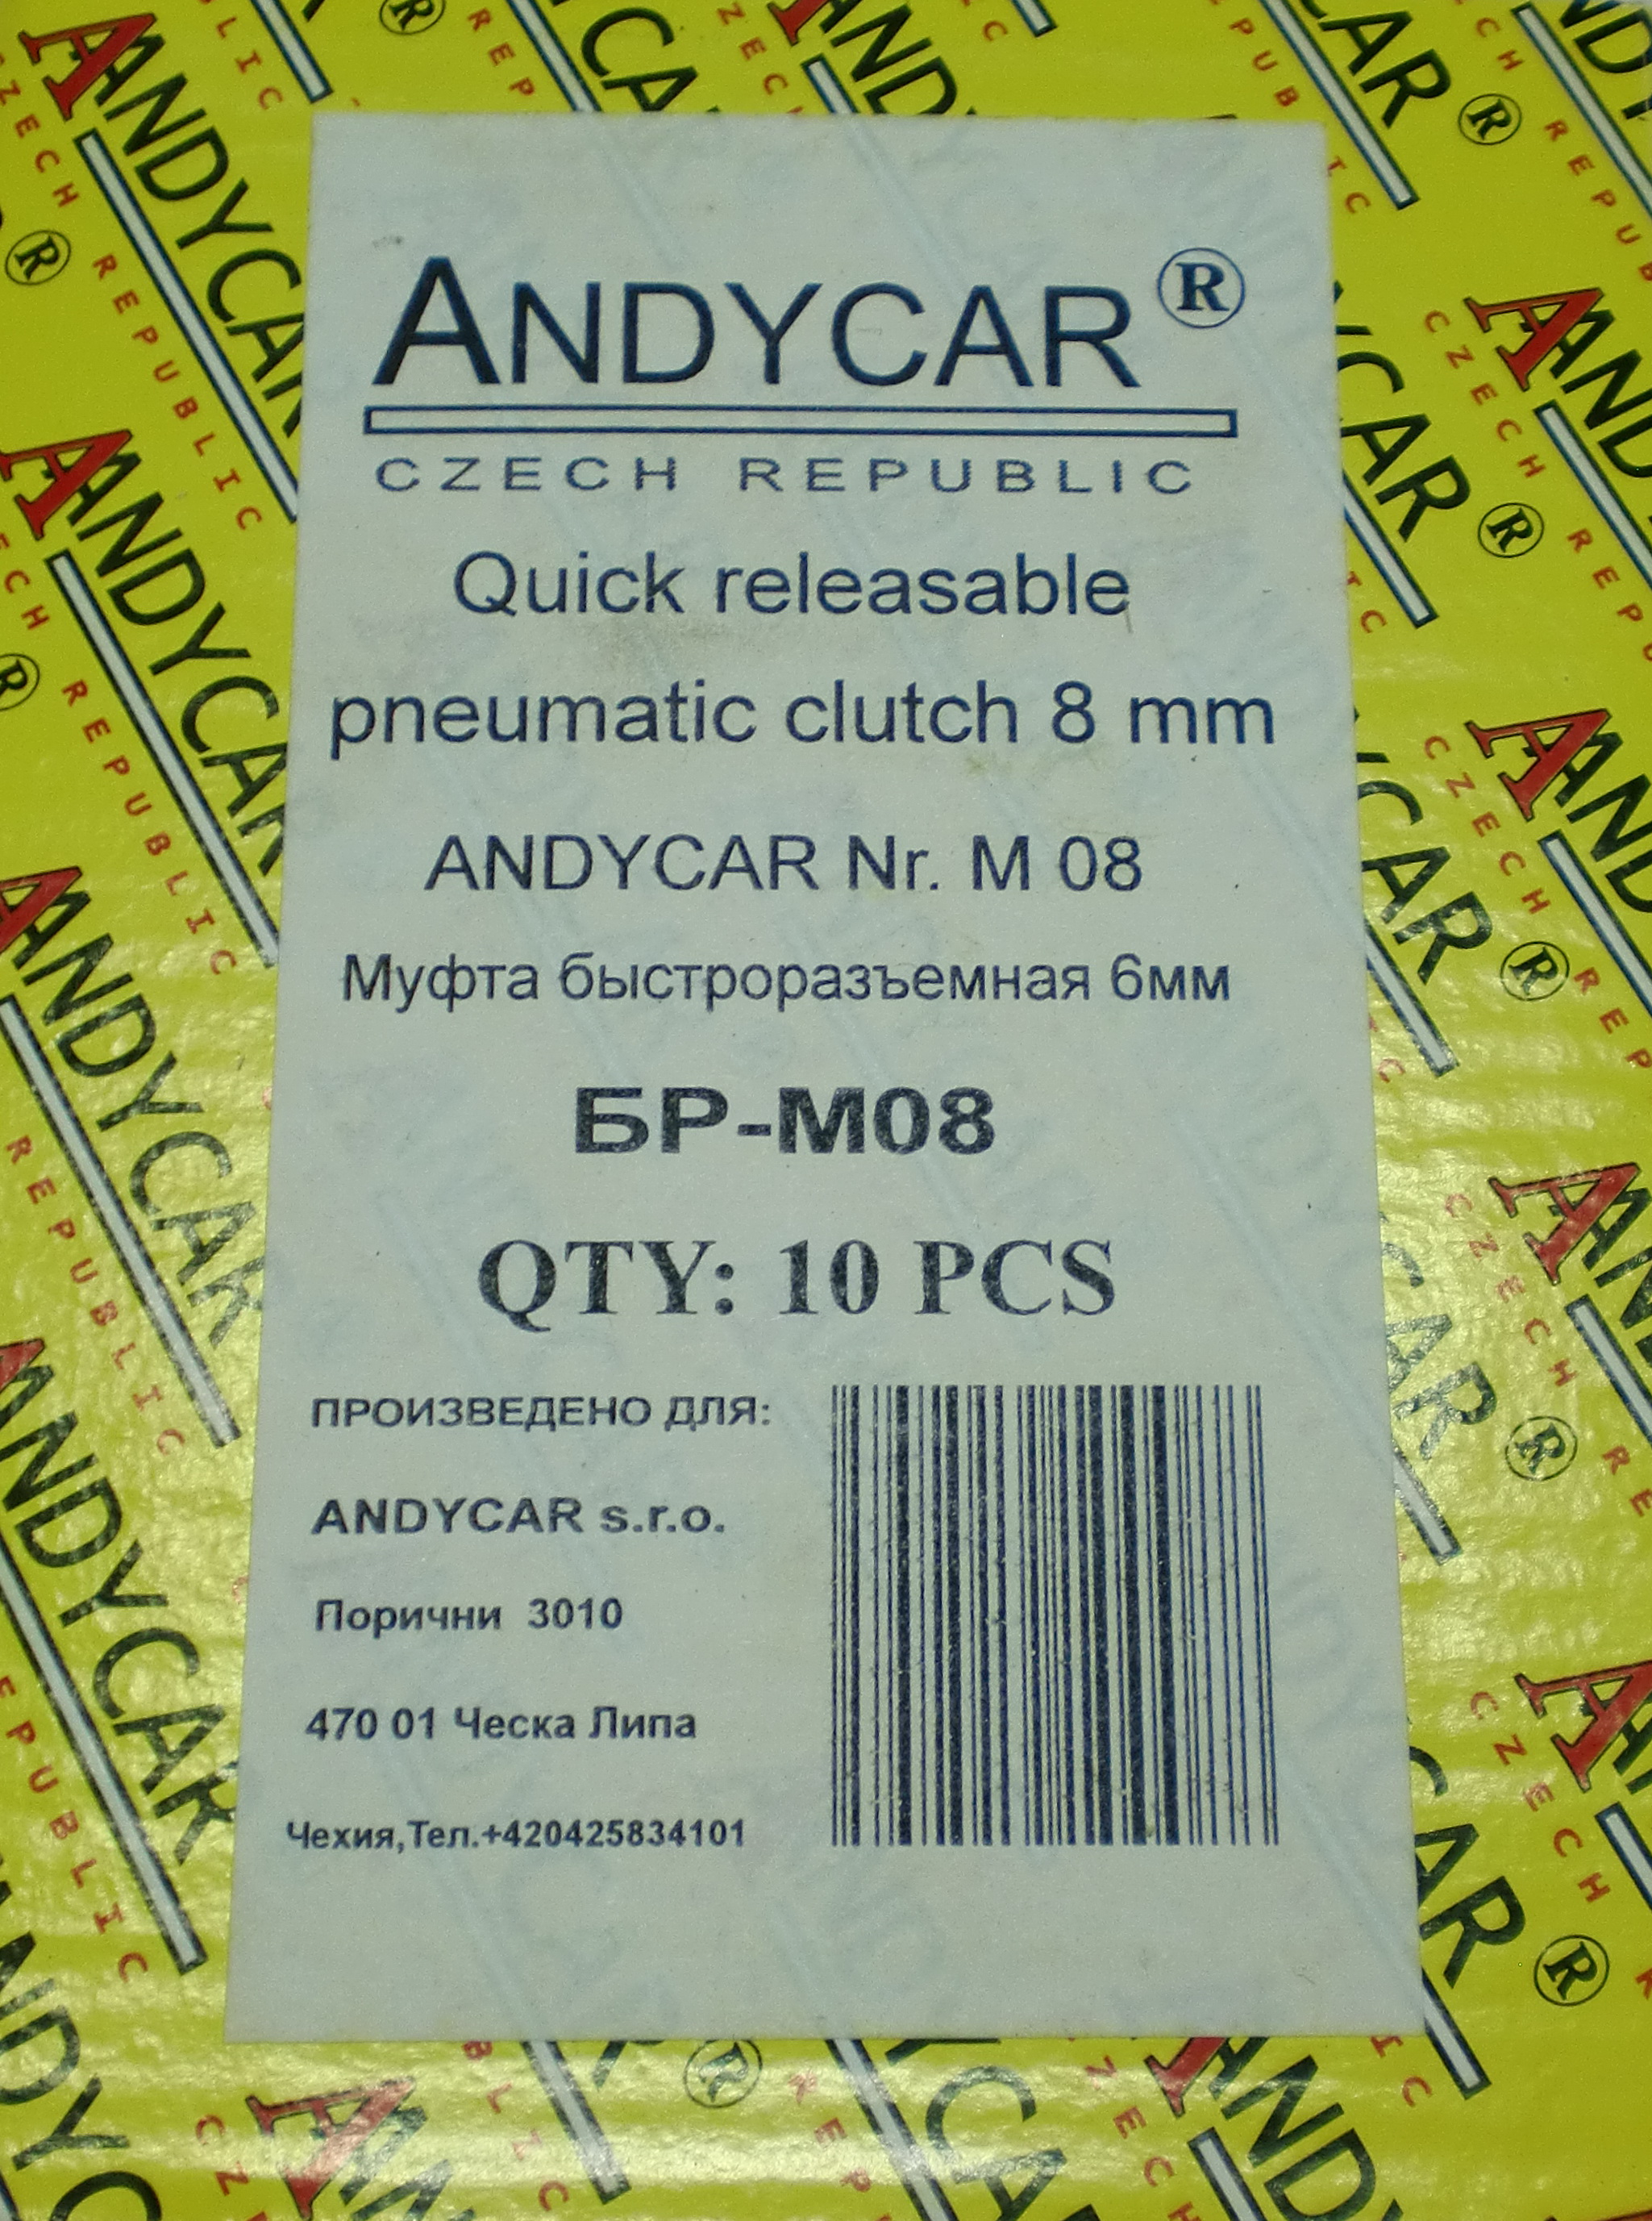 ANDYCAR®
CZECH REPUBLIC
Quick releasable
pneumatic clutch 8 mm
ANDYCAR Nr. M 08
Муфта быстроразъемная 6мм
БР-М08
QTY: 10 PCS
ПРОИЗВЕДЕНО ДЛЯ:
ANDYCAR s.r.o.
Порични 3010
470 01 Ческа Липа
Чехия,Тел.+420425834101